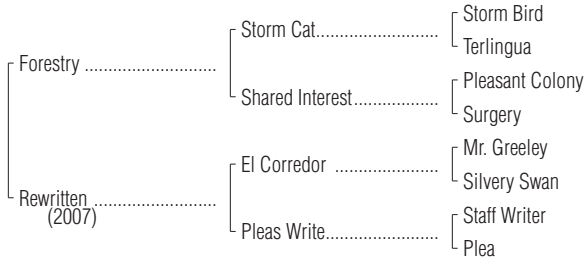 Storm Bird
Storm Cat..............................
Terlingua
Forestry ................................
Pleasant Colony
Shared Interest.....................
Surgery
Mr. Greeley
El Corredor ..........................
Silvery Swan
Rewritten ..............................
(2007)
Staff Writer
Pleas Write............................
Plea